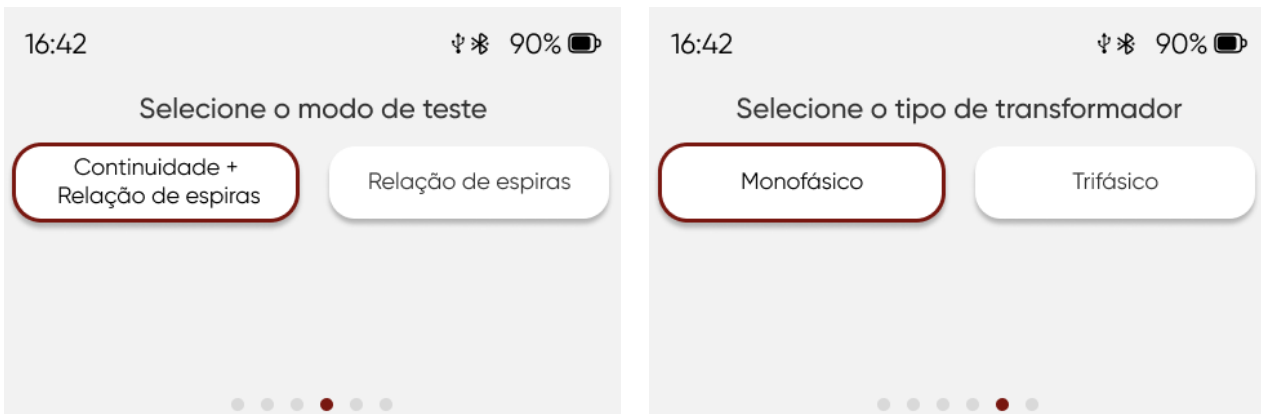 16:42
90%
Selecione o modo de teste
Continuidade +
Relação de espiras
Relação de espiras
16:42
90%
Selecione o tipo de transformador
Monofásico
Trifásico